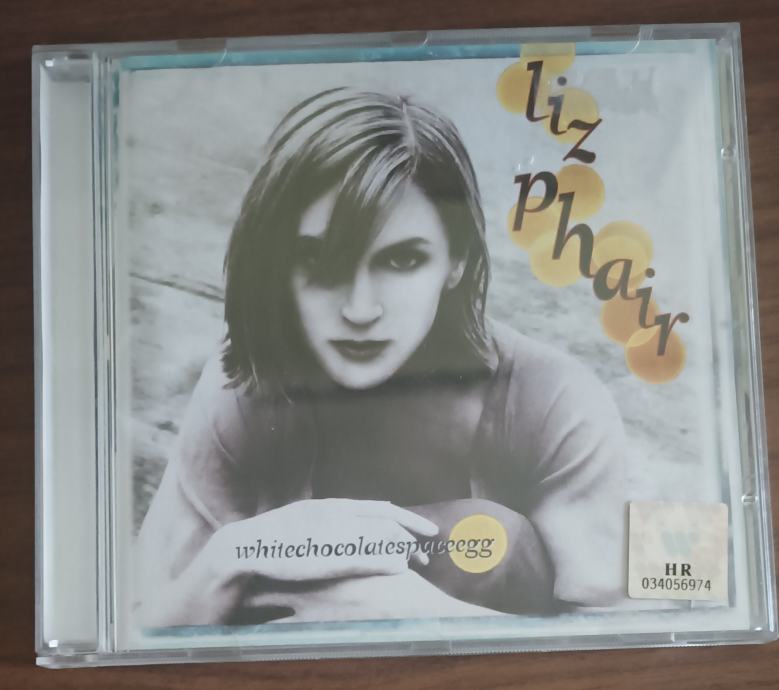 liz
phair
whitechocolatespaceegg
HR
034056974